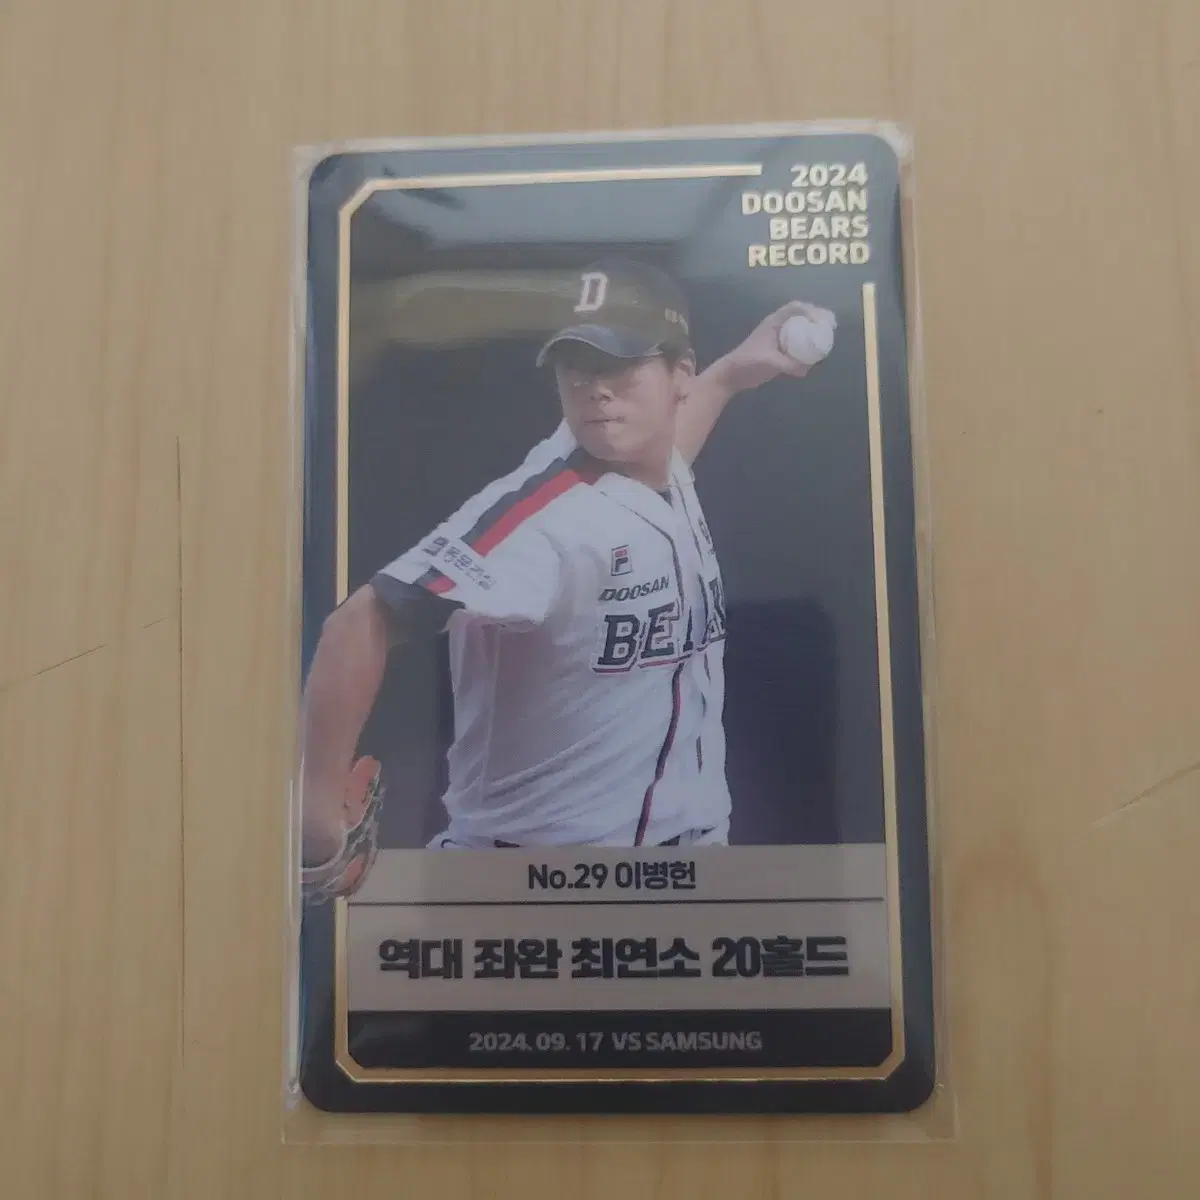 2024
DOOSAN
BEARS
RECORD
D
DOOSAN
BEARS
No.29 이병헌
역대 좌완 최연소 20홀드
2024.09.17 VS SAMSUNG